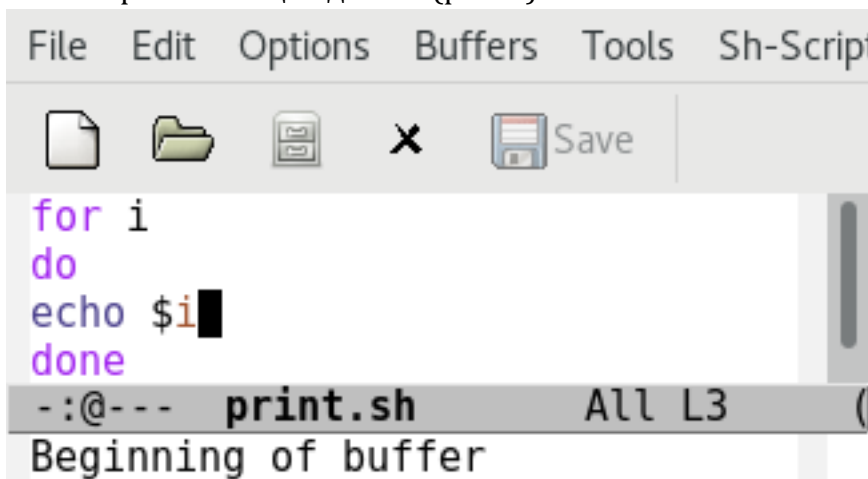 File Edit Options Buffers Tools Sh-Script
Save
for i
do
echo $i
done
-:@--- print.sh All L3 (
Beginning of buffer